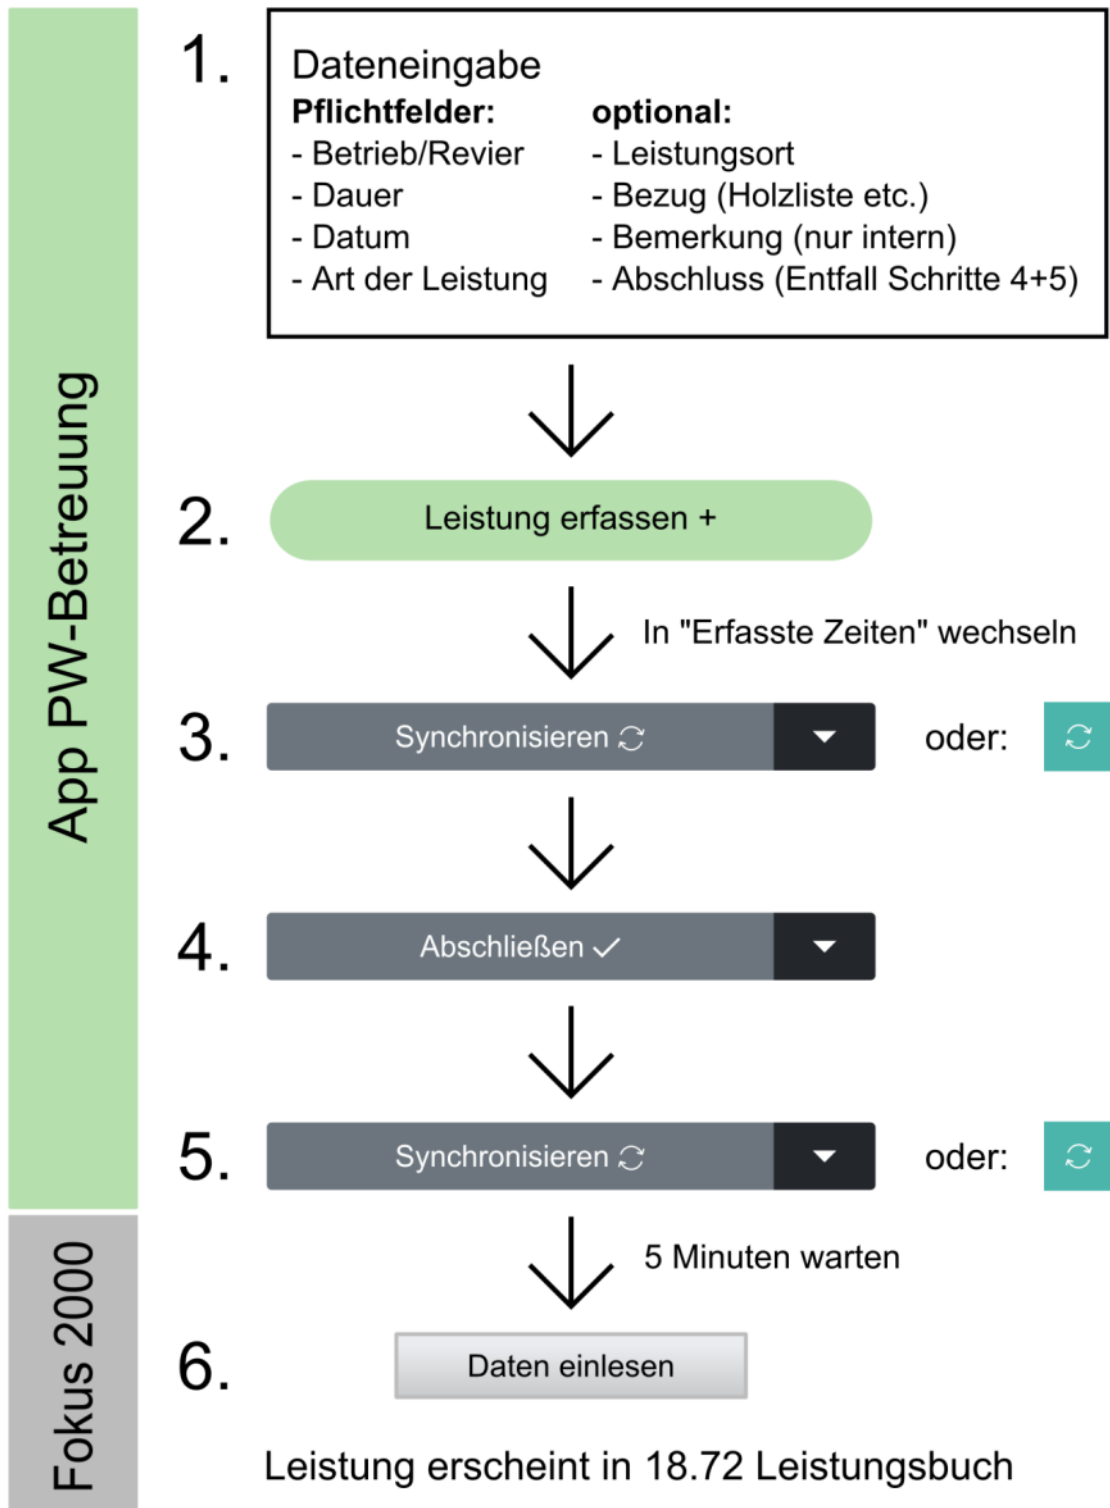 App PW-Betreuung
1.
Dateneingabe
Pflichtfelder: optional:
- Betrieb/Revier - Leistungsort
- Dauer - Bezug (Holzliste etc.)
- Datum - Bemerkung (nur intern)
- Art der Leistung - Abschluss (Entfall Schritte 4+5)
2. Leistung erfassen +
In "Erfasste Zeiten" wechseln
3. Synchronisieren oder:
4. Abschließen
5. Synchronisieren oder:
5 Minuten warten
Fokus 2000
6. Daten einlesen
Leistung erscheint in 18.72 Leistungsbuch